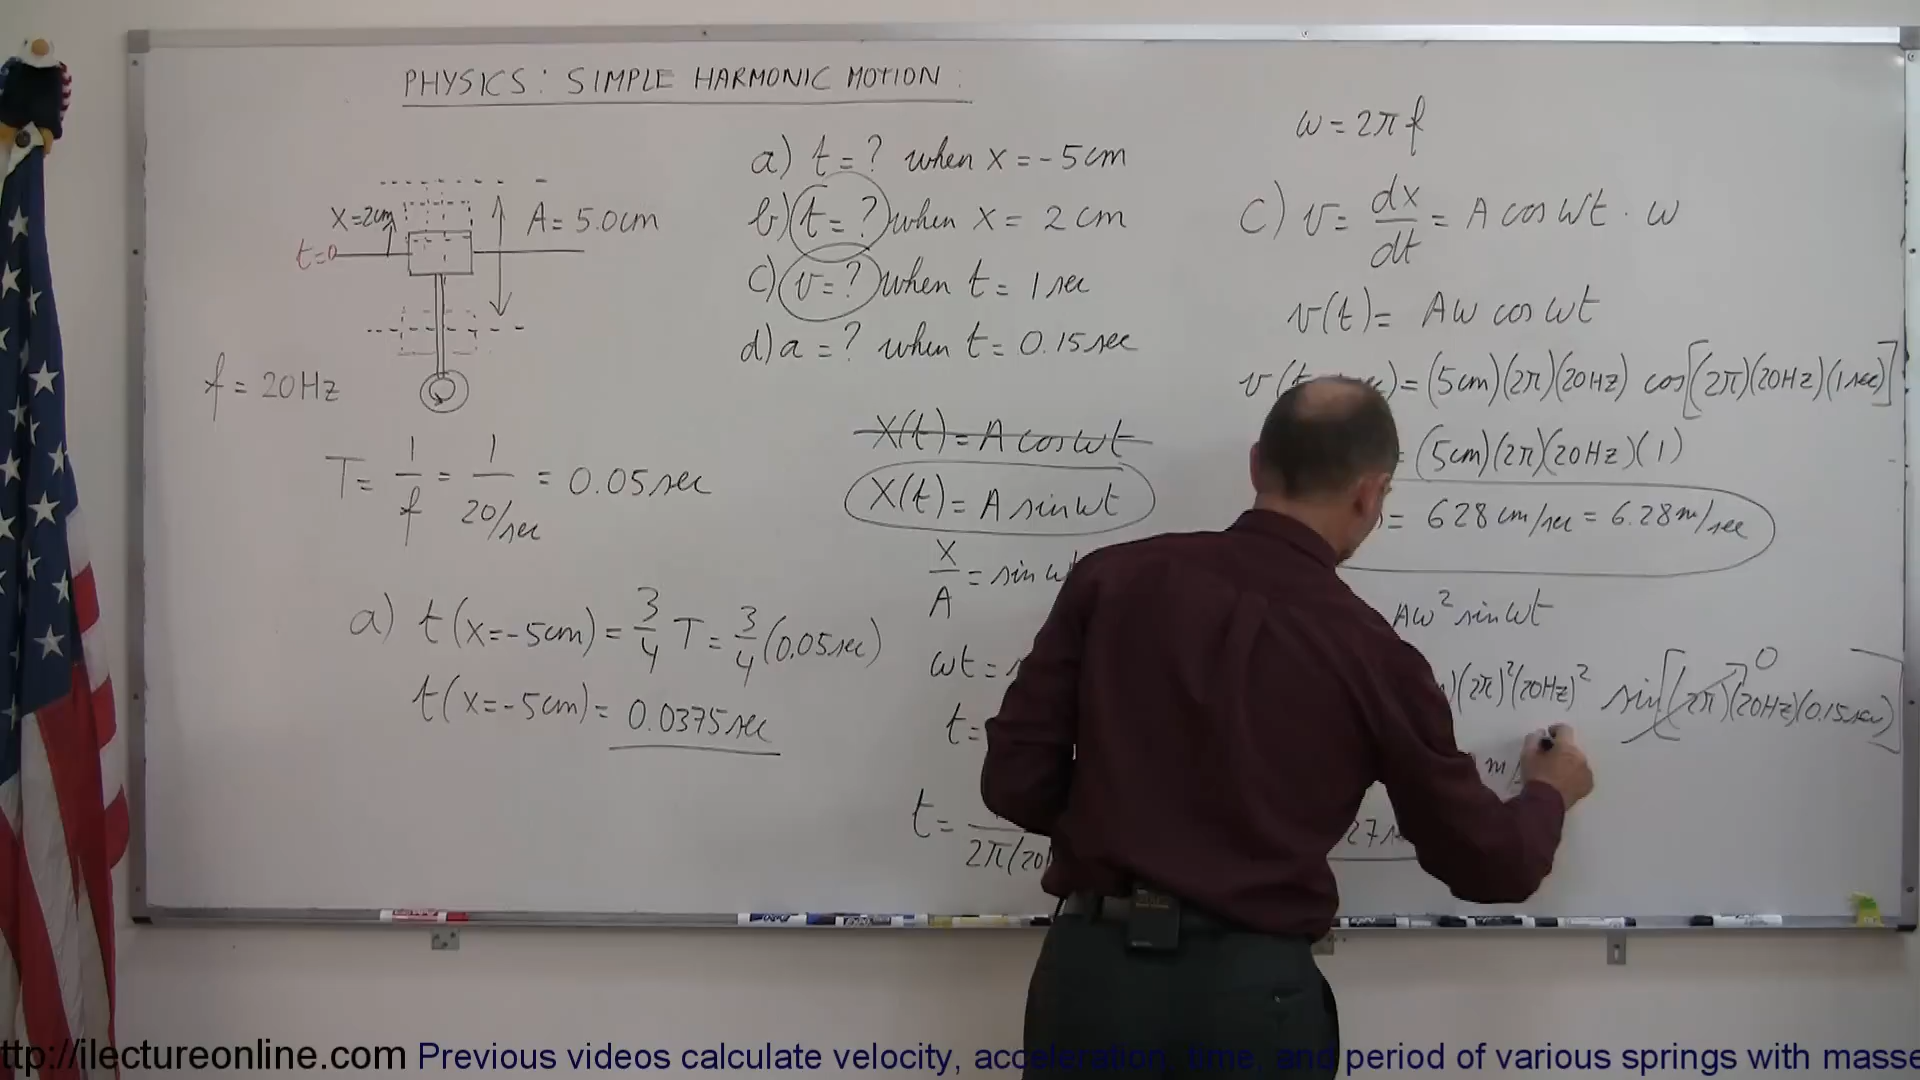 PHYSICS: SIMPLE HARMONIC MOTION:
X=2cm
t=0
A= 5.0cm
f = 20Hz
T= 1/f = 1/20/sec = 0.05sec
a) t(x=-5cm) = 3/4 T = 3/4 (0.05sec)
t(x=-5cm) = 0.0375sec
a) t=? when x=-5cm
b) t=? when x= 2cm
c) v=? when t= 1sec
d) a=? when t= 0.15sec
X(t)= A cos ωt
X(t)= A sin ωt
X/A = sin ω
ωt =
t=
t= 2π(20
ω=2πf
C) v= dx/dt = A cos ωt · ω
v(t)= Aω cos ωt
v( )=(5cm)(2π)(20Hz) cos[(2π)(20Hz)(1sec)]
= (5cm)(2π)(20Hz)(1)
= 628 cm/sec = 6.28m/sec
Aω² sin ωt
)(2π)²(20Hz)² sin[(2π)(20Hz)(0.15sec)] 0
m/
27
ttp://ilectureonline.com Previous videos calculate velocity, acceleration, time, and period of various springs with masse